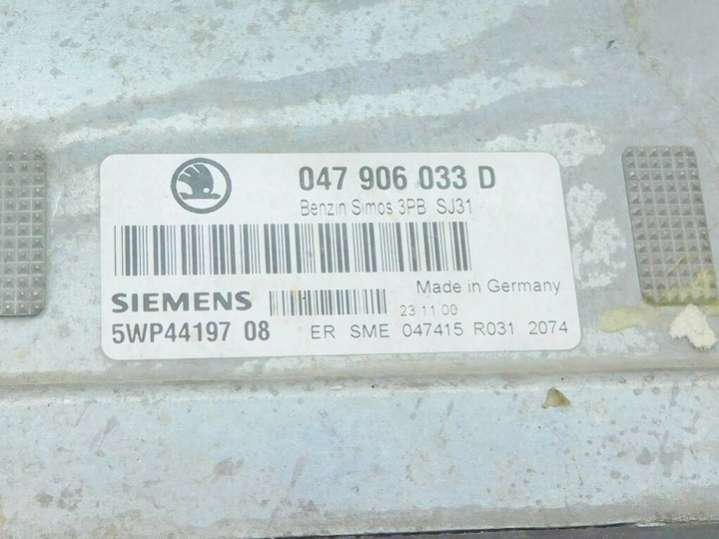 047 906 033 D
Benzin Simos 3PB SJ31
Made in Germany
SIEMENS
23 11 00
5WP44197 08 ER SME 047415 R031 2074